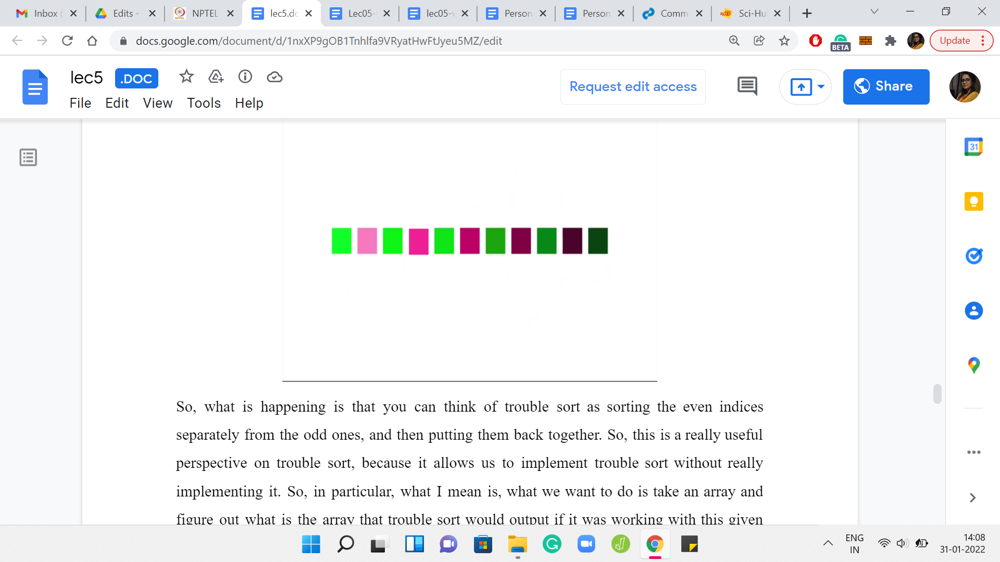 Inbox (
Edits -
NPTEL
lec5.do
Lec05-
lec05-v
Person
Person
Comm
Sci-Hu
docs.google.com/document/d/1nxXP9gOB1Tnhlfa9VRyatHwFtJyeu5MZ/edit
BETA
Update
lec5
.DOC
Request edit access
Share
File Edit View Tools Help
31
So, what is happening is that you can think of trouble sort as sorting the even indices
separately from the odd ones, and then putting them back together. So, this is a really useful
perspective on trouble sort, because it allows us to implement trouble sort without really
implementing it. So, in particular, what I mean is, what we want to do is take an array and
figure out what is the array that trouble sort would output if it was working with this given
ENG
IN
14:08
31-01-2022